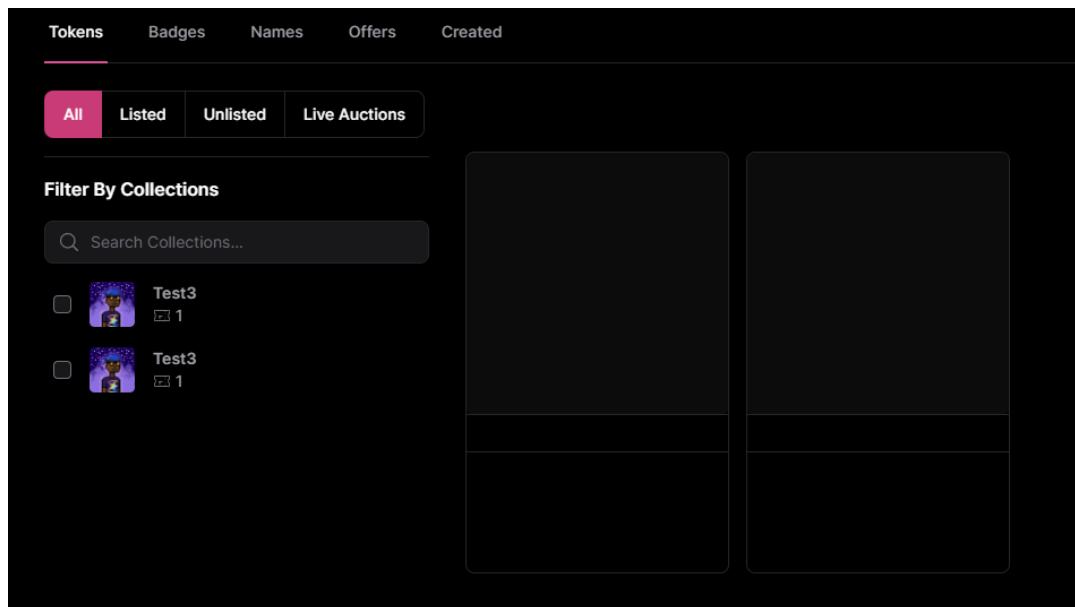 Tokens Badges Names Offers Created
All Listed Unlisted Live Auctions
Filter By Collections
Search Collections...
Test3
1
Test3
1